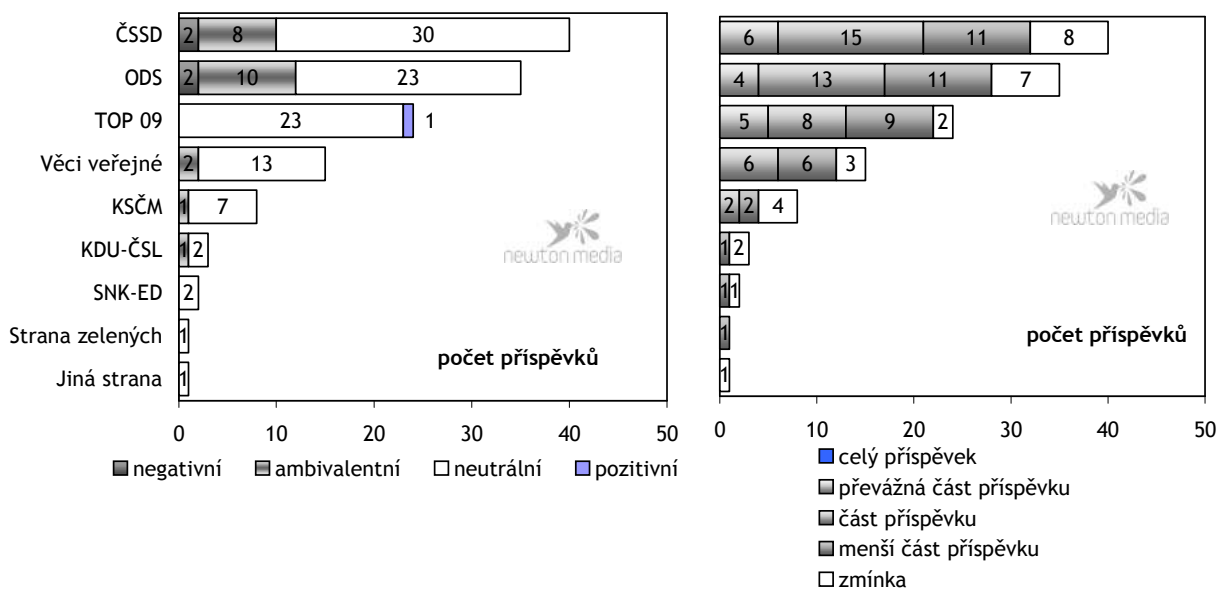 ČSSD 2 8 30
ODS 2 10 23
TOP 09 23 1
Věci veřejné 2 13
KSČM 1 7
KDU-ČSL 1 2
SNK-ED 2
Strana zelených 1
Jiná strana 1
newton media
počet příspěvků
0 10 20 30 40 50
negativní ambivalentní neutrální pozitivní
6 15 11 8
4 13 11 7
5 8 9 2
6 6 3
2 2 4
1 2
1 1
1
1
newton media
počet příspěvků
0 10 20 30 40 50
celý příspěvek
převážná část příspěvku
část příspěvku
menší část příspěvku
zmínka